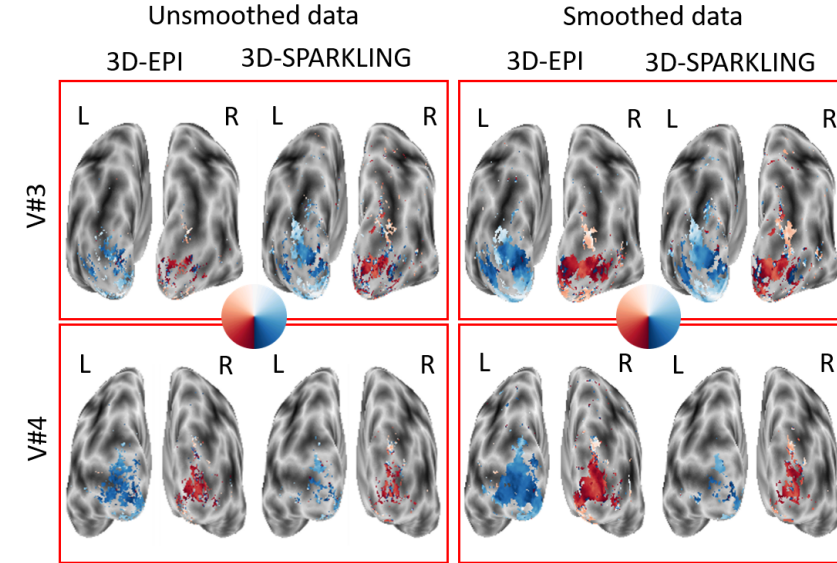 Unsmoothed data
Smoothed data
3D-EPI
3D-SPARKLING
3D-EPI
3D-SPARKLING
V#3
L
R
L
R
L
R
L
R
V#4
L
R
L
R
L
R
L
R